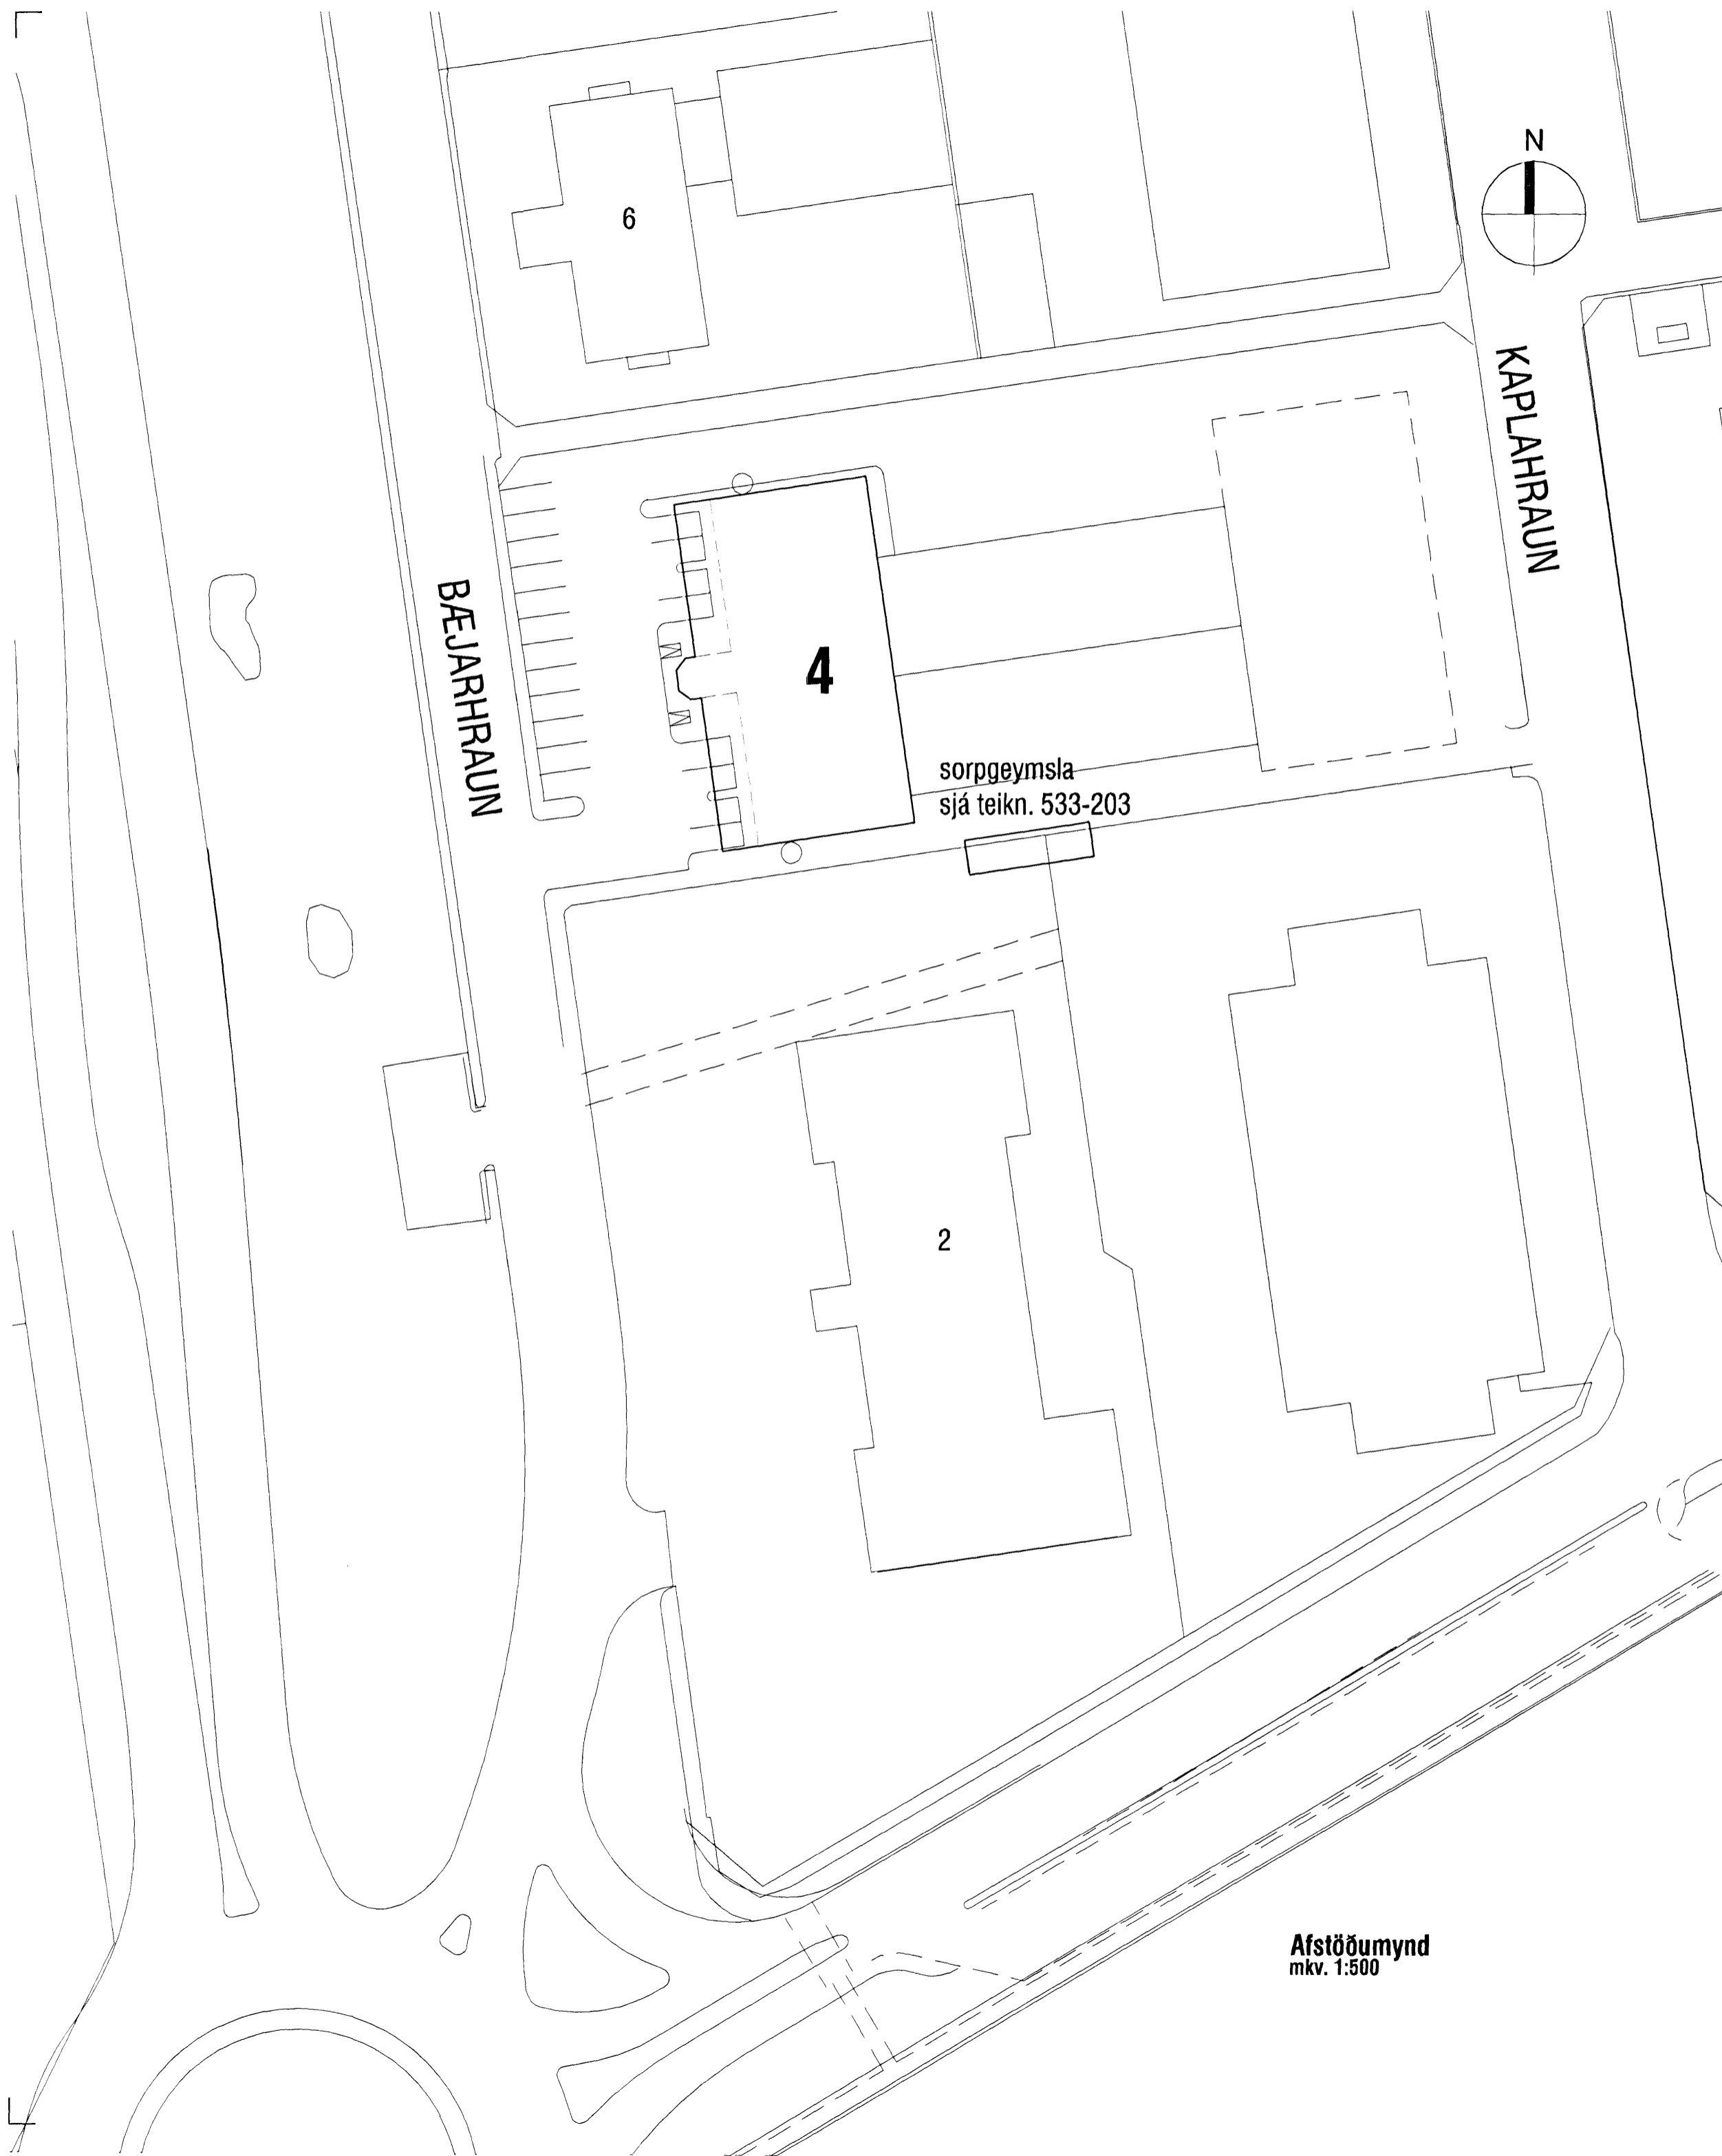 N
6
KAPLAHRAUN
BÆJARHRAUN
4
sorpgeymsla
sjá teikn. 533-203
2
Afstöðumynd
mkv. 1:500